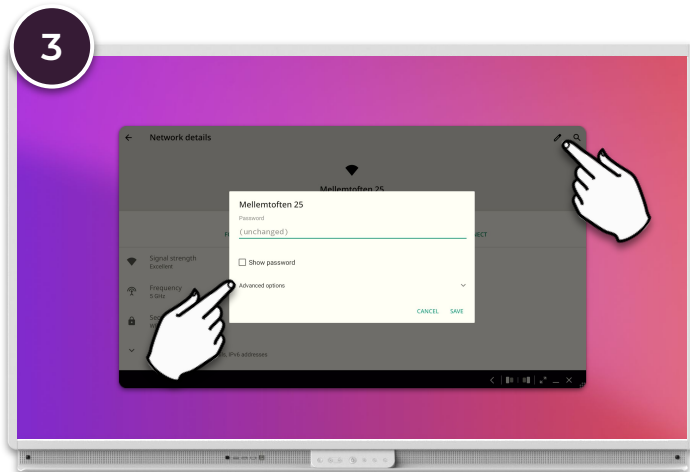 3
Network details
Mellemtoften 25
Mellemtoften 25
Password
(unchanged)
Signal strength
Excellent
Show password
Frequency
5 GHz
Advanced options
CANCEL SAVE
IPv6 addresses